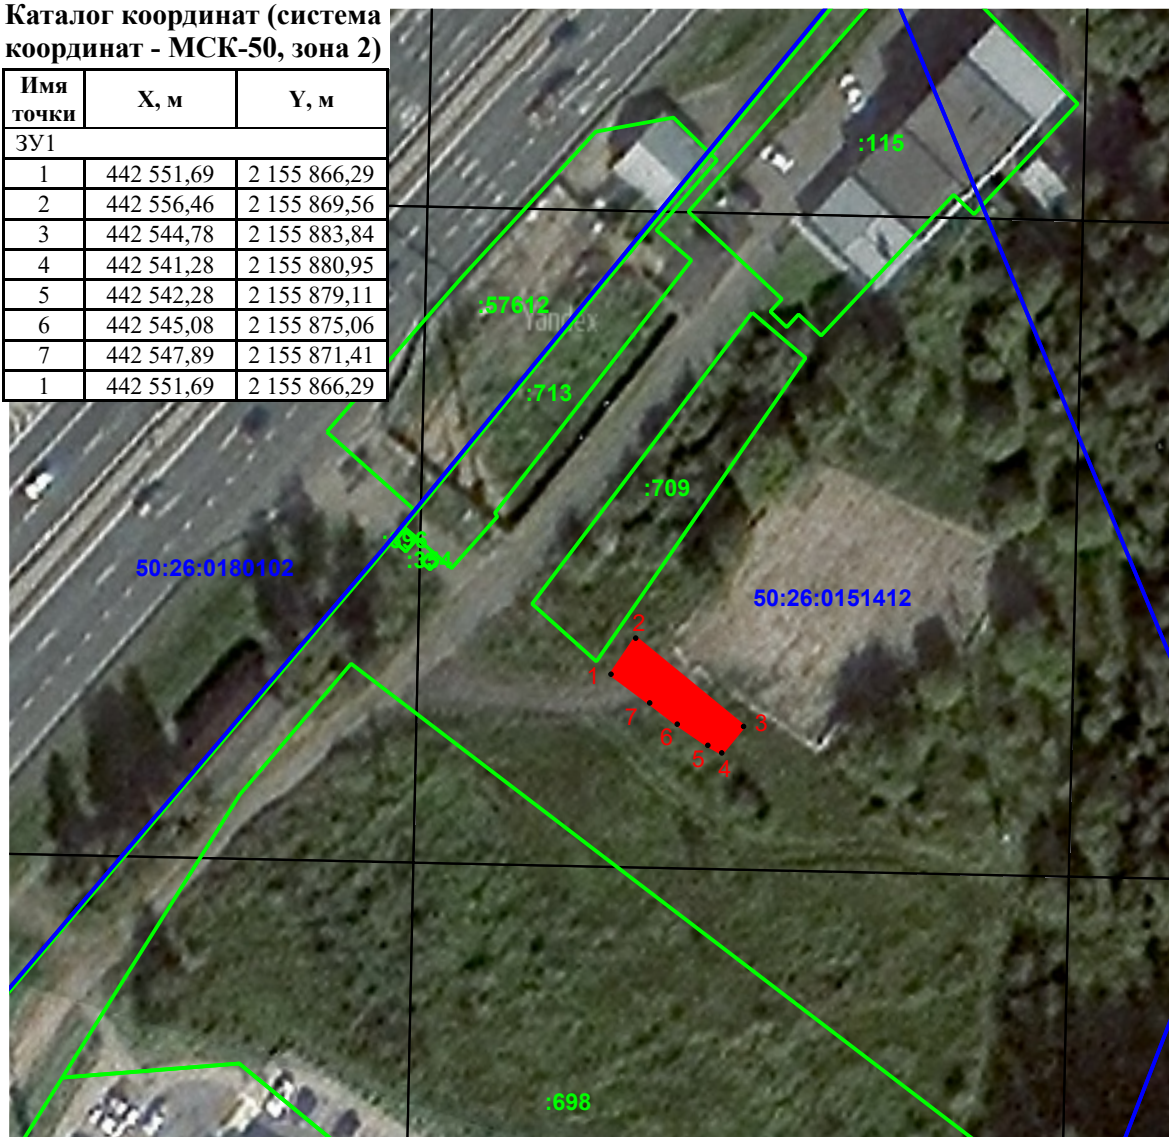 Каталог координат (система
координат - МСК-50, зона 2)
Имя точки X, м Y, м
ЗУ1
1 442 551,69 2 155 866,29
2 442 556,46 2 155 869,56
3 442 544,78 2 155 883,84
4 442 541,28 2 155 880,95
5 442 542,28 2 155 879,11
6 442 545,08 2 155 875,06
7 442 547,89 2 155 871,41
1 442 551,69 2 155 866,29
:115
:57612
Yandex
:713
:709
50:26:0180102
50:26:0151412
2
1
7
3
6
5
4
:698